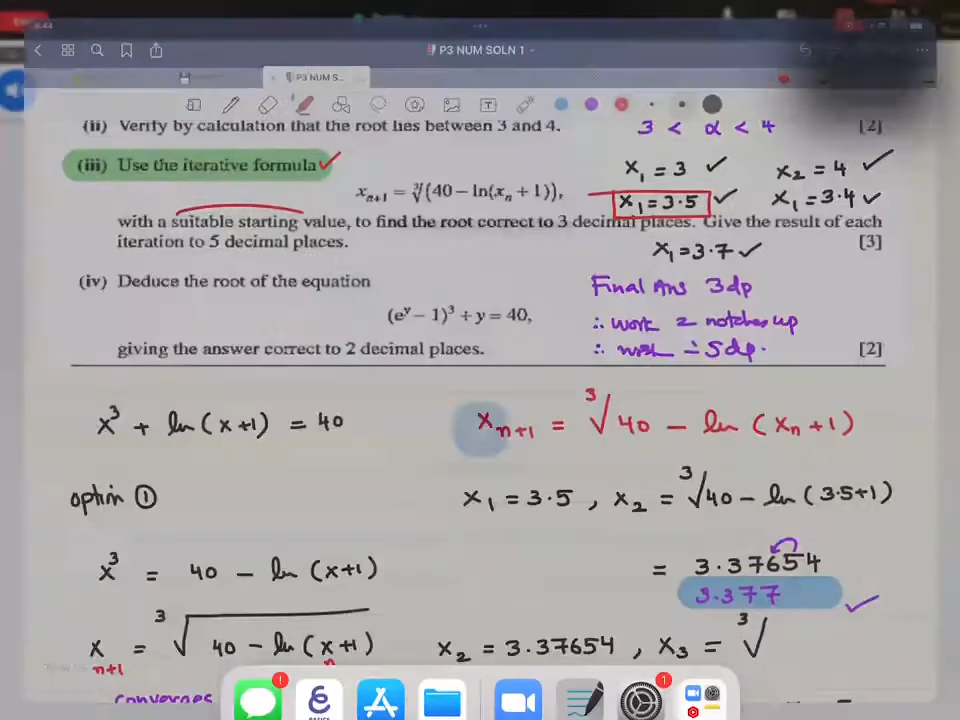 8:44
P3 NUM SOLN 1
P3 NUM S...
(ii) Verify by calculation that the root lies between 3 and 4. 3 < α < 4 [2]
(iii) Use the iterative formula ✓ x₁ = 3 ✓ x₂ = 4 ✓
xₙ₊₁ = ∛(40 − ln(xₙ + 1)), x₁ = 3.5 ✓ x₁ = 3.4 ✓
with a suitable starting value, to find the root correct to 3 decimal places. Give the result of each
iteration to 5 decimal places. x₁ = 3.7 ✓ [3]
(iv) Deduce the root of the equation Final Ans 3dp
(eʸ − 1)³ + y = 40, ∴ work 2 notches up
giving the answer correct to 2 decimal places. ∴ 5dp. [2]
x³ + ln(x+1) = 40 xₙ₊₁ = ∛40 − ln(xₙ+1)
option ① x₁ = 3.5 , x₂ = ∛40 − ln(3.5+1)
x³ = 40 − ln(x+1) = 3.37654
3.377 ✓
xₙ₊₁ = ∛40 − ln(xₙ+1) x₂ = 3.37654 , x₃ = ∛
converges